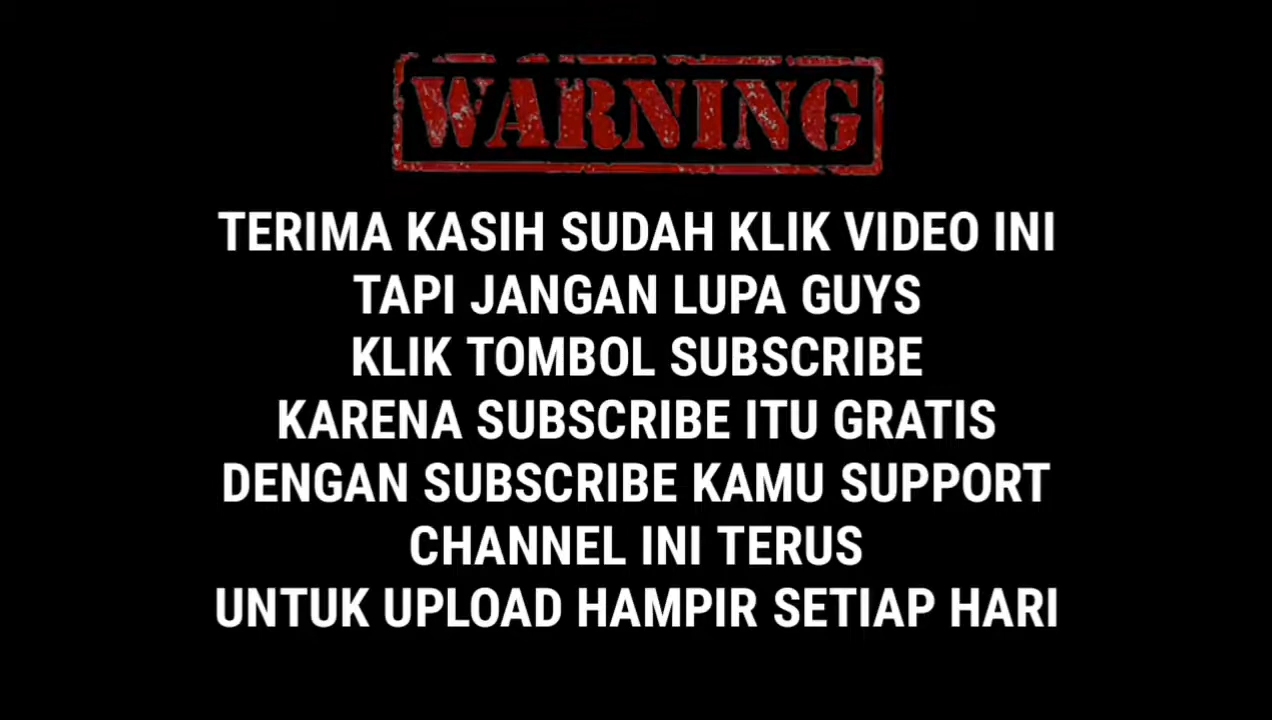 WARNING
TERIMA KASIH SUDAH KLIK VIDEO INI
TAPI JANGAN LUPA GUYS
KLIK TOMBOL SUBSCRIBE
KARENA SUBSCRIBE ITU GRATIS
DENGAN SUBSCRIBE KAMU SUPPORT
CHANNEL INI TERUS
UNTUK UPLOAD HAMPIR SETIAP HARI